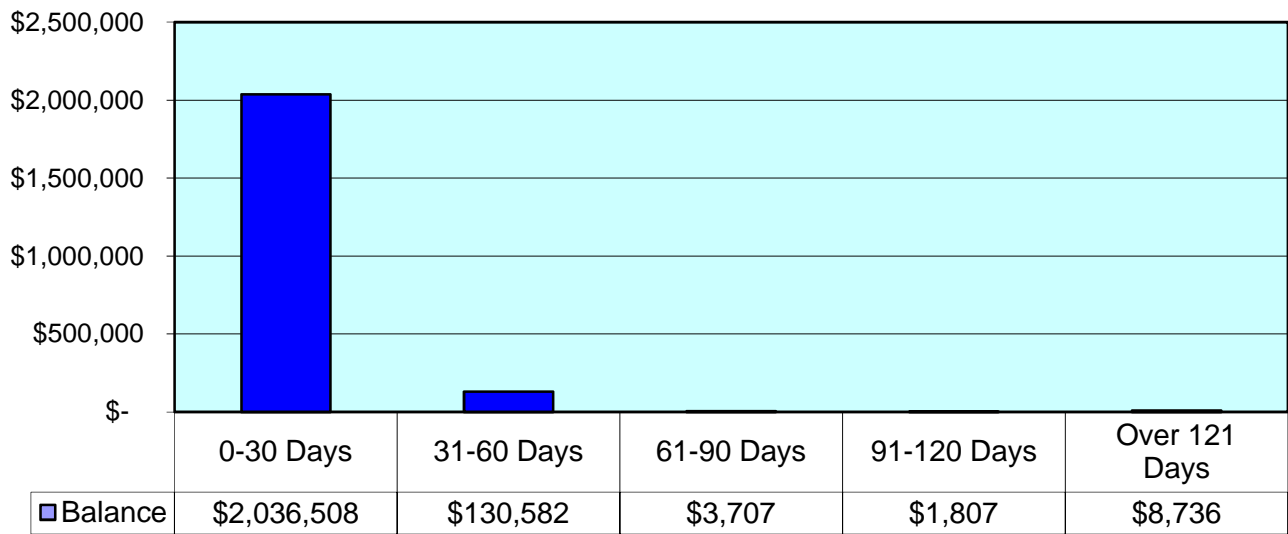 $2,500,000
$2,000,000
$1,500,000
$1,000,000
$500,000
$-
0-30 Days 31-60 Days 61-90 Days 91-120 Days Over 121
Days
Balance $2,036,508 $130,582 $3,707 $1,807 $8,736